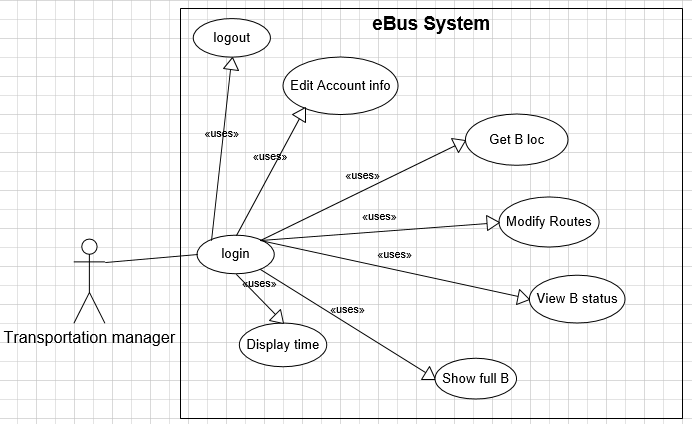 eBus System
logout
Edit Account info
«uses»
«uses»
Get B loc
«uses»
«uses»
Modify Routes
login
«uses»
«uses»
View B status
«uses»
Transportation manager
Display time
Show full B